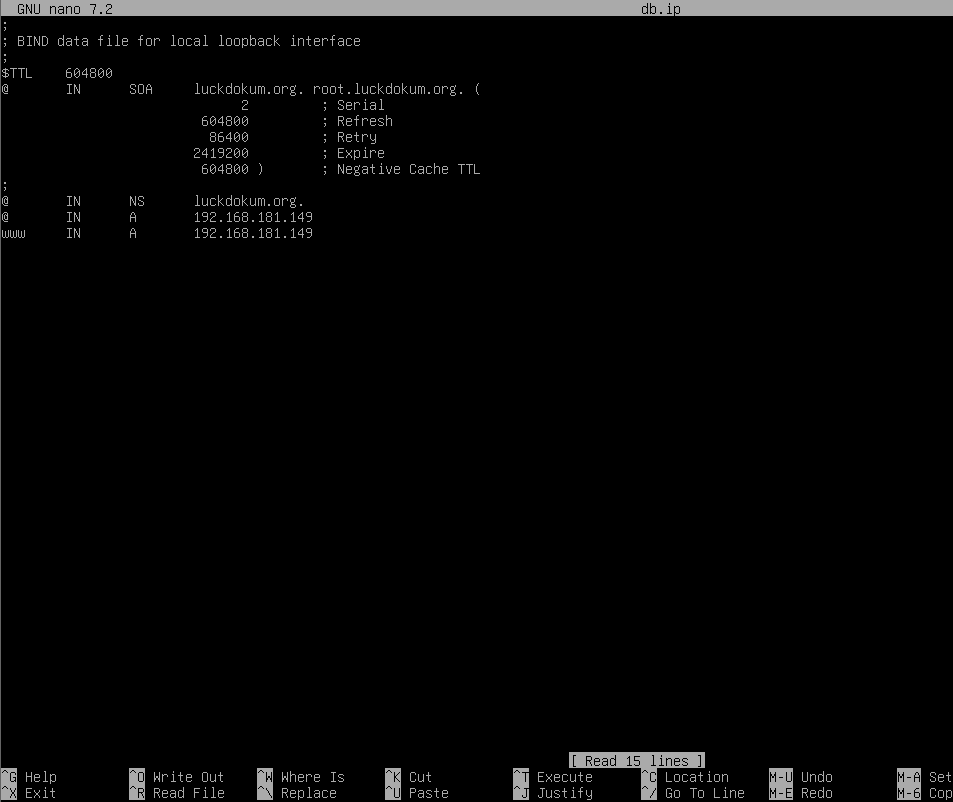 GNU nano 7.2 db.ip
;
; BIND data file for local loopback interface
;
$TTL 604800
@ IN SOA luckdokum.org. root.luckdokum.org. (
2 ; Serial
604800 ; Refresh
86400 ; Retry
2419200 ; Expire
604800 ) ; Negative Cache TTL
;
@ IN NS luckdokum.org.
@ IN A 192.168.181.149
www IN A 192.168.181.149
[ Read 15 lines ]
^G Help ^O Write Out ^W Where Is ^K Cut ^T Execute ^C Location M-U Undo M-A Set
^X Exit ^R Read File ^\ Replace ^U Paste ^J Justify ^/ Go To Line M-E Redo M-6 Cop